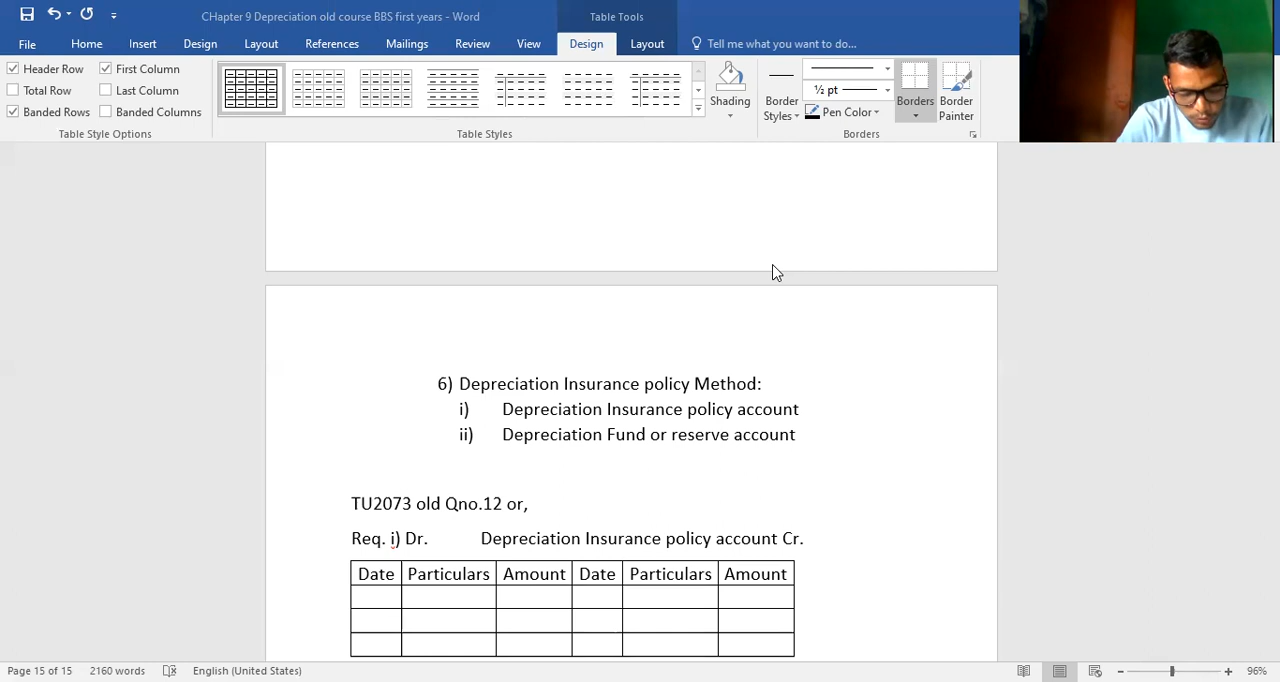 CHapter 9 Depreciation old course BBS first years - Word
Table Tools
File Home Insert Design Layout References Mailings Review View Design Layout Tell me what you want to do...
Header Row First Column
Total Row Last Column
Banded Rows Banded Columns
Table Style Options
Table Styles
Shading
Border Styles
½ pt
Pen Color
Borders
Border Painter
Borders
6) Depreciation Insurance policy Method:
i) Depreciation Insurance policy account
ii) Depreciation Fund or reserve account
TU2073 old Qno.12 or,
Req. i) Dr. Depreciation Insurance policy account Cr.
Date Particulars Amount Date Particulars Amount
Page 15 of 15 2160 words English (United States) 96%